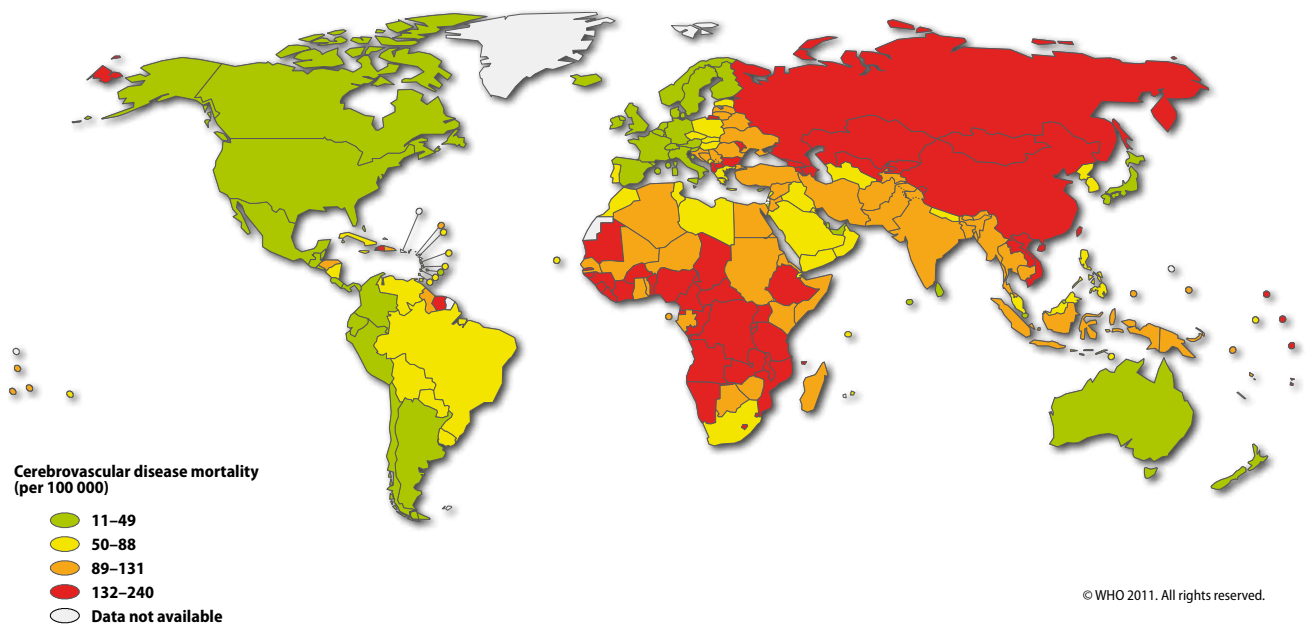 Cerebrovascular disease mortality
(per 100 000)
11–49
50–88
89–131
132–240
Data not available
© WHO 2011. All rights reserved.